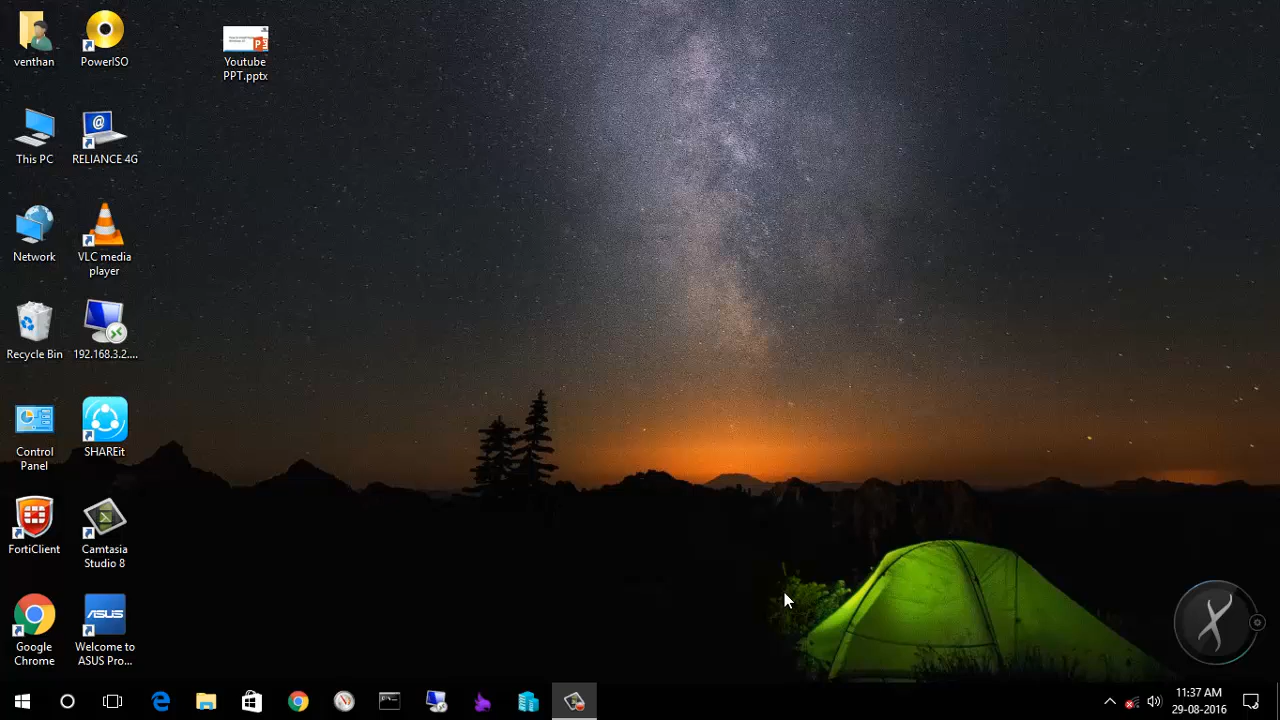 venthan
PowerISO
Youtube
PPT.pptx
This PC
RELIANCE 4G
Network
VLC media
player
Recycle Bin
192.168.3.2....
Control
Panel
SHAREit
FortiClient
Camtasia
Studio 8
Google
Chrome
ASUS
Welcome to
ASUS Pro...
11:37 AM
29-08-2016